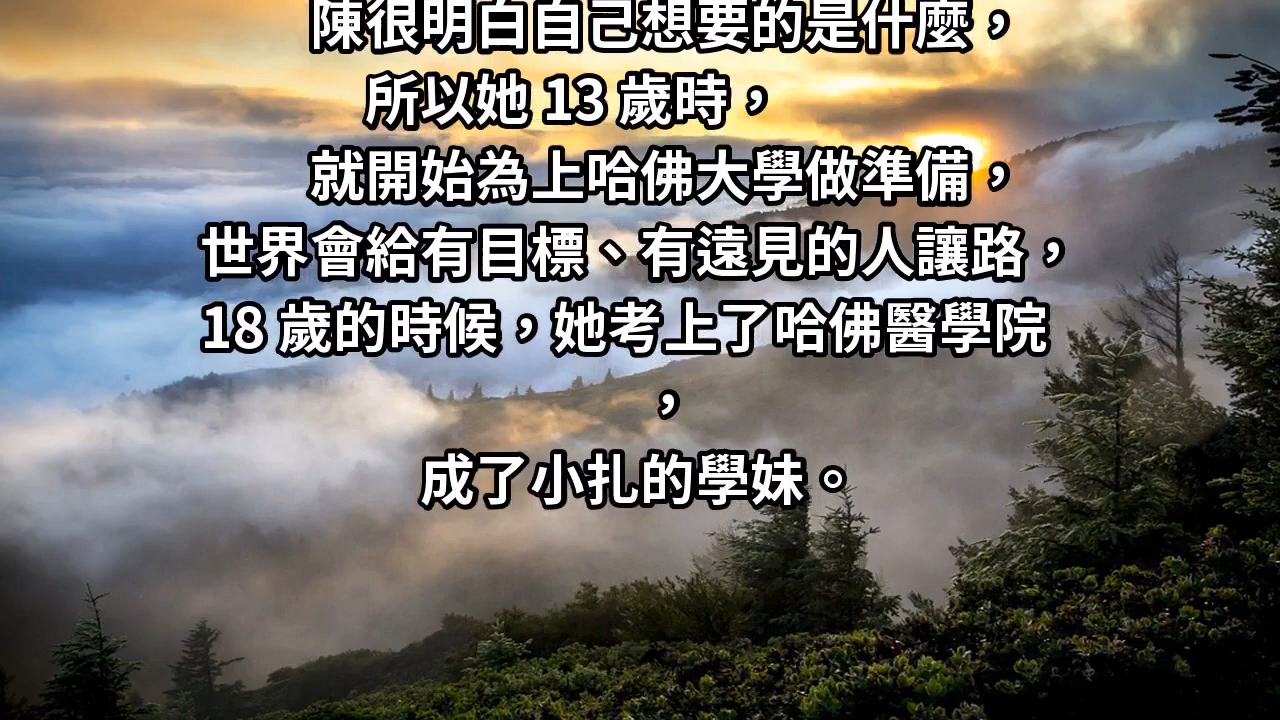 陳很明白自己想要的是什麼，
所以她 13 歲時，
就開始為上哈佛大學做準備，
世界會給有目標、有遠見的人讓路，
18 歲的時候，她考上了哈佛醫學院
，
成了小扎的學妹。